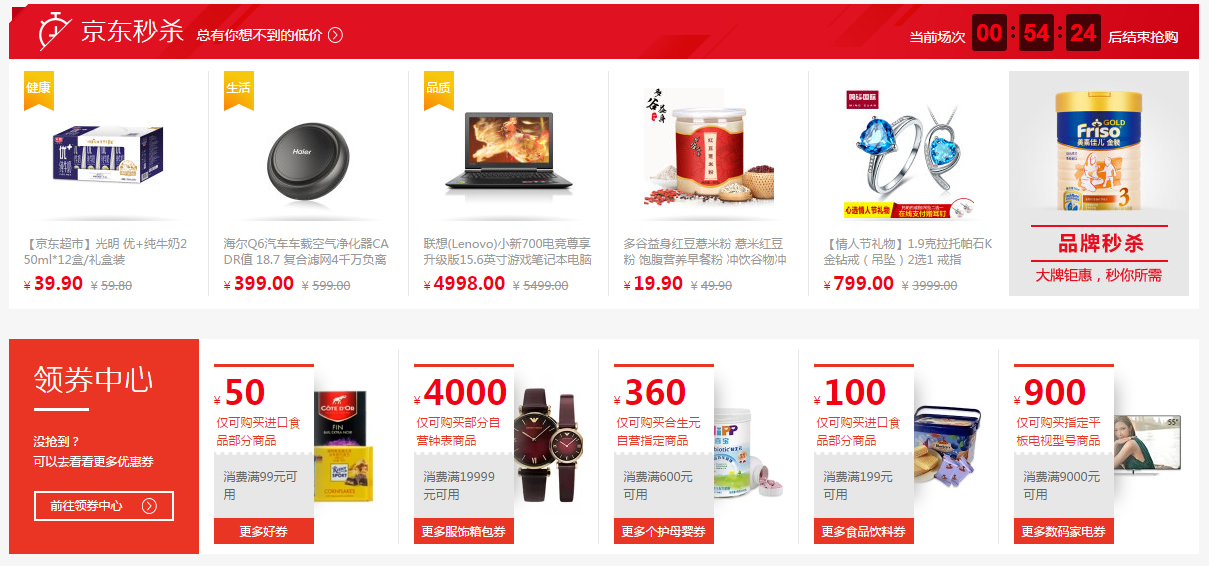 京东秒杀 总有你想不到的低价
当前场次 00:54:24 后结束抢购
健康
生活
品质
优+
Haier
多谷益身
红豆薏米粉
GOLD
Friso
美素佳儿 金装
3
心选情人节礼物
【京东超市】光明 优+纯牛奶2
50ml*12盒/礼盒装
¥ 39.90 ¥ 59.80
海尔Q6汽车车载空气净化器CA
DR值 18.7 复合滤网4千万负离
¥ 399.00 ¥ 599.00
联想(Lenovo)小新700电竞尊享
升级版15.6英寸游戏笔记本电脑
¥ 4998.00 ¥ 5499.00
多谷益身红豆薏米粉 薏米红豆
粉 饱腹营养早餐粉 冲饮谷物冲
¥ 19.90 ¥ 49.90
【情人节礼物】1.9克拉托帕石K
金钻戒（吊坠）2选1 戒指
¥ 799.00 ¥ 3999.00
品牌秒杀
大牌钜惠，秒你所需
领券中心
没抢到？
可以去看看更多优惠券
前往领券中心
¥ 50
仅可购买进口食
品部分商品
消费满99元可
用
更多好券
CÔTE D'OR
FIN
Ritter
SPORT
CORNFLAKES
¥ 4000
仅可购买部分自
营钟表商品
消费满19999
元可用
更多服饰箱包券
¥ 360
仅可购买合生元
自营指定商品
消费满600元
可用
更多个护母婴券
¥ 100
仅可购买进口食
品部分商品
消费满199元
可用
更多食品饮料券
¥ 900
仅可购买指定平
板电视型号商品
消费满9000元
可用
更多数码家电券
55"